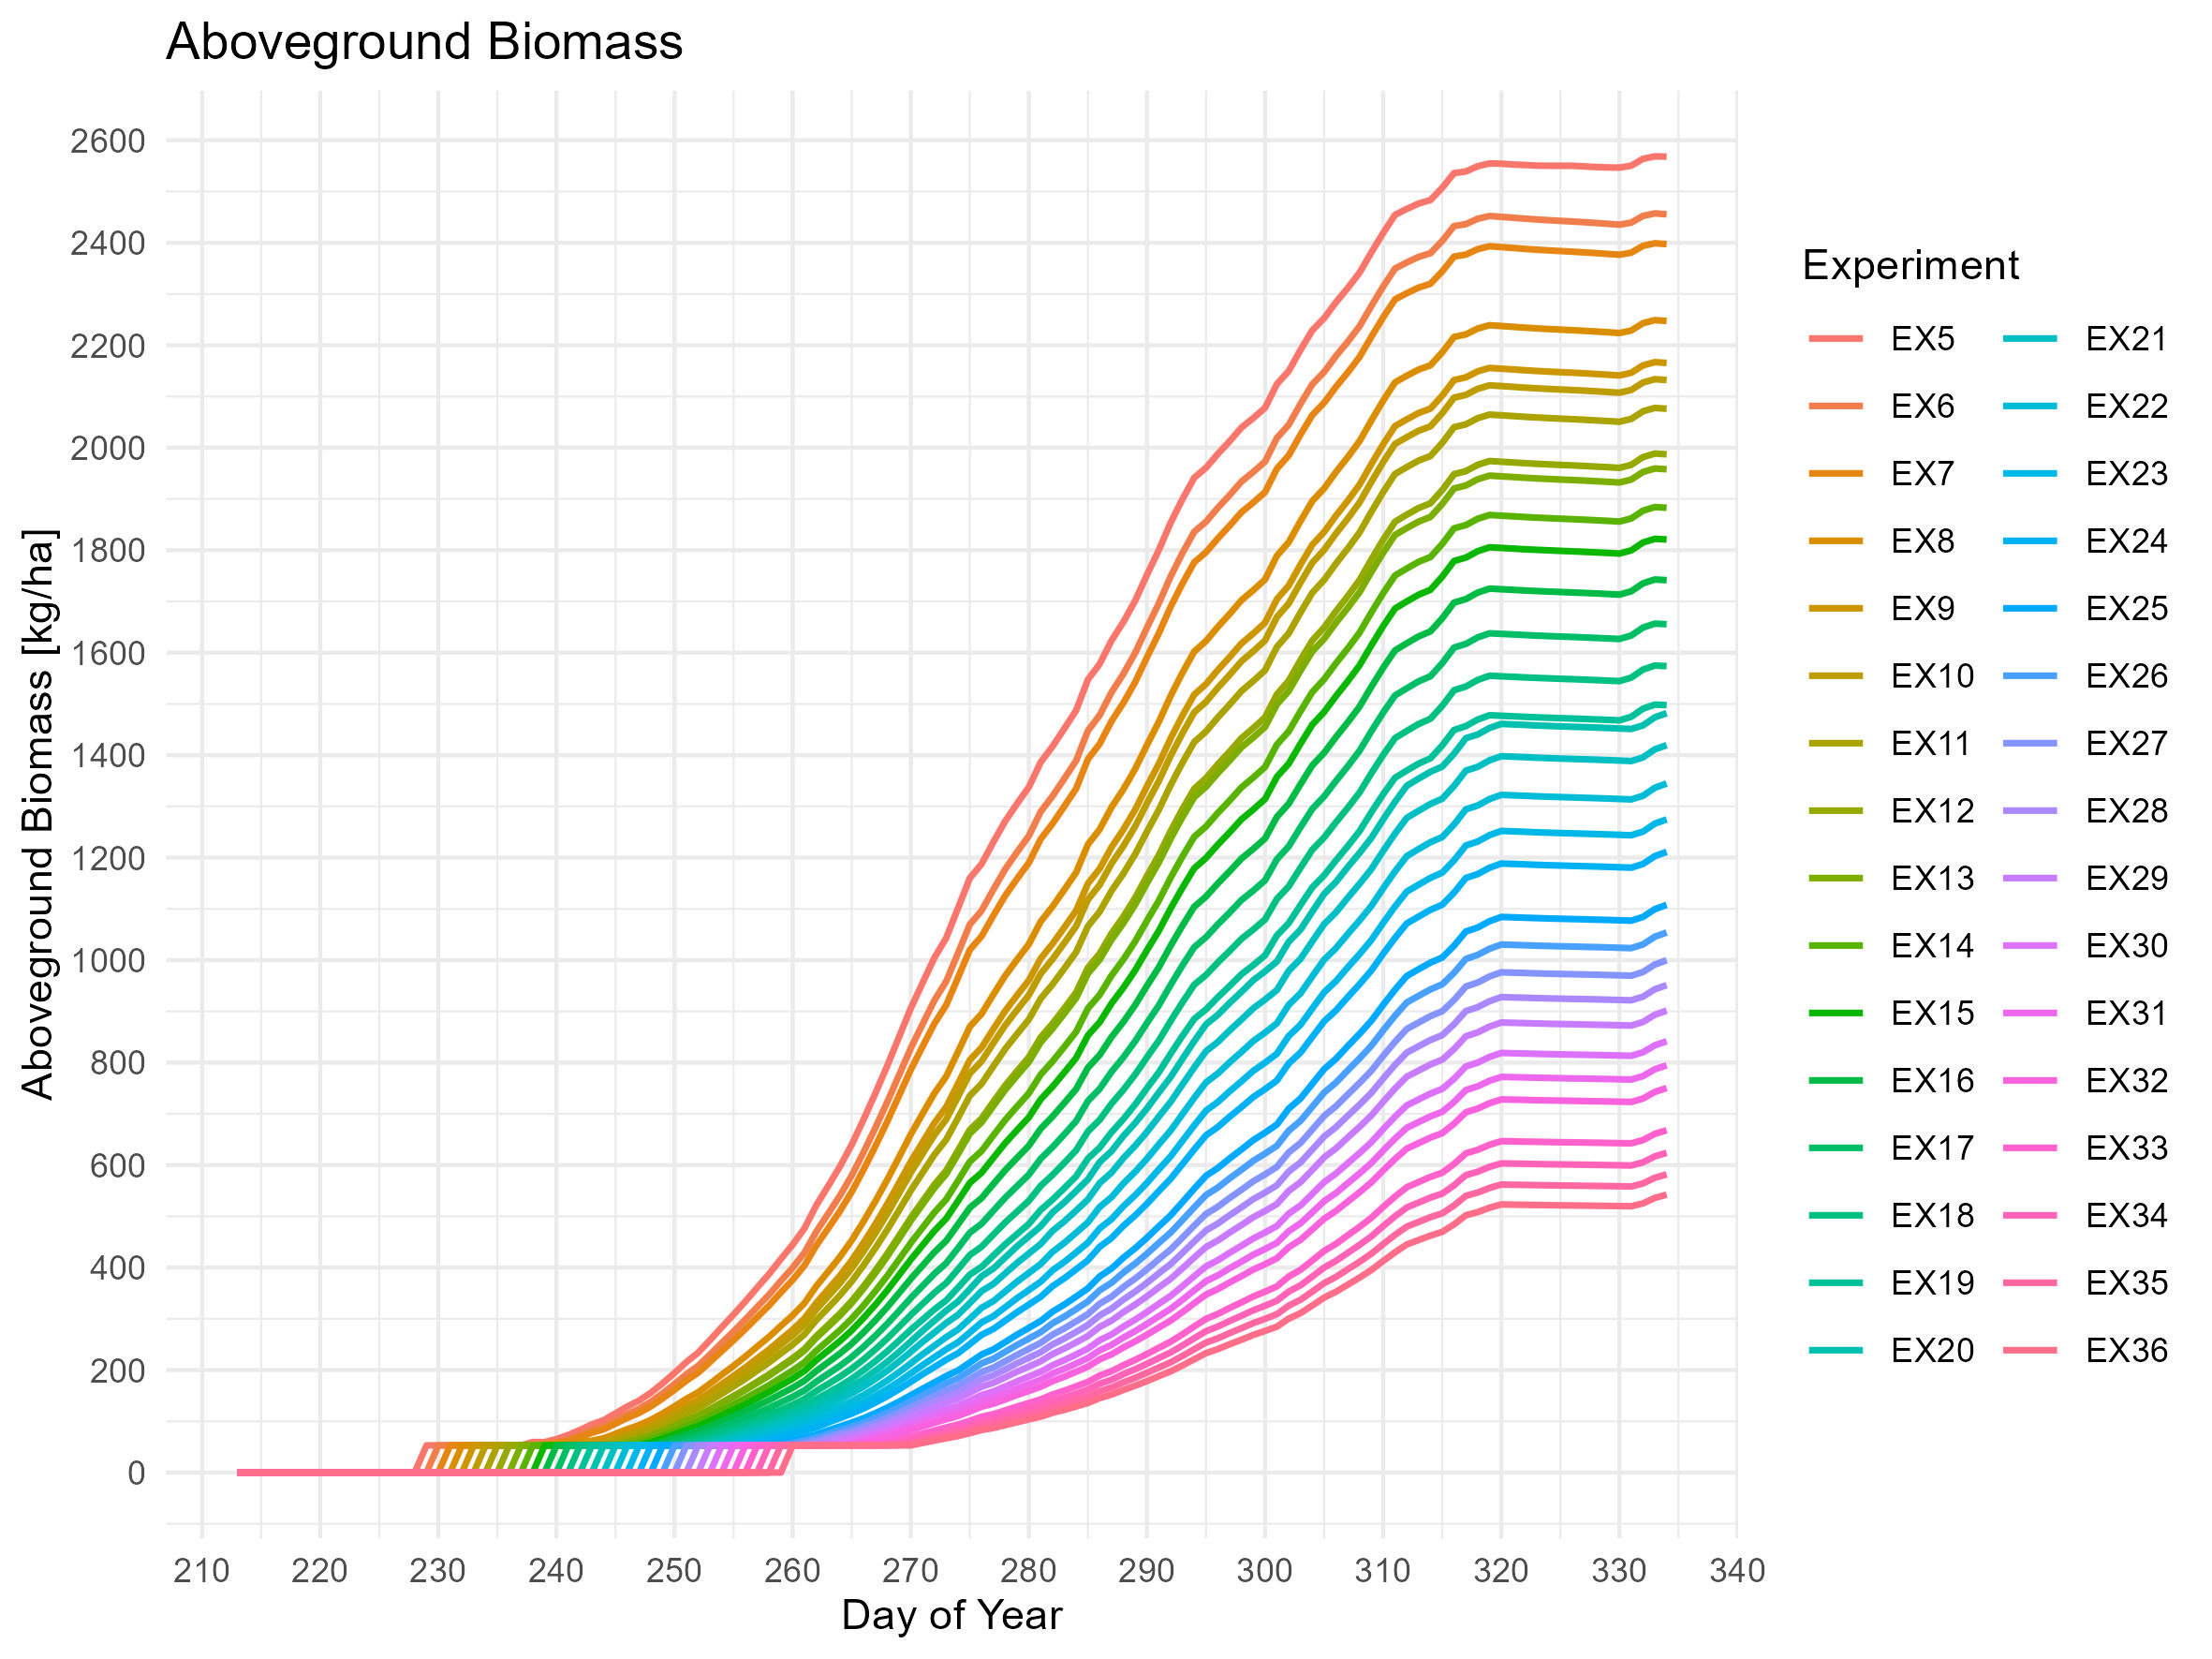 Aboveground Biomass
Aboveground Biomass [kg/ha]
2600
2400
2200
2000
1800
1600
1400
1200
1000
800
600
400
200
0
210 220 230 240 250 260 270 280 290 300 310 320 330 340
Day of Year
Experiment
EX5 EX21
EX6 EX22
EX7 EX23
EX8 EX24
EX9 EX25
EX10 EX26
EX11 EX27
EX12 EX28
EX13 EX29
EX14 EX30
EX15 EX31
EX16 EX32
EX17 EX33
EX18 EX34
EX19 EX35
EX20 EX36